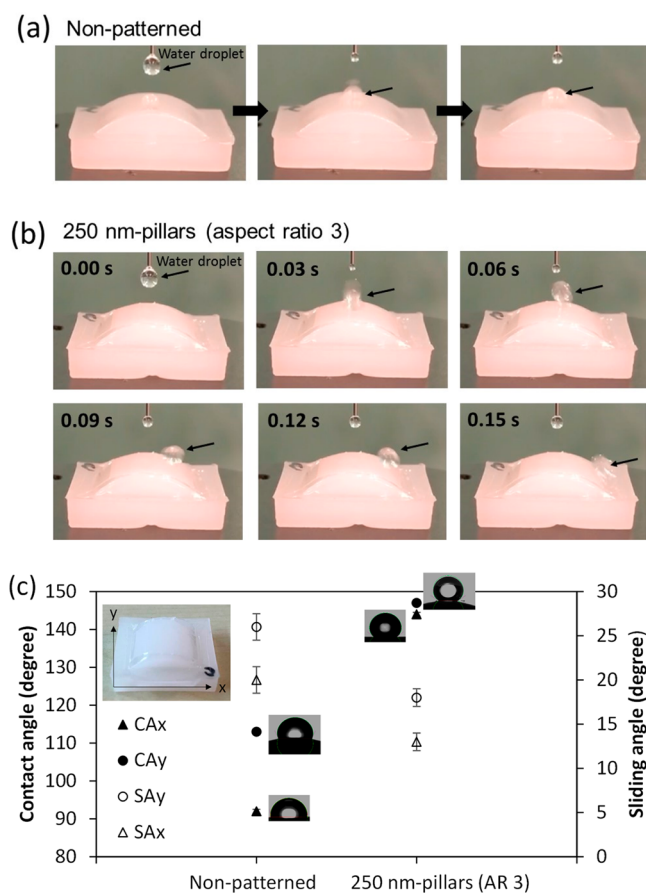 (a) Non-patterned
Water droplet
(b) 250 nm-pillars (aspect ratio 3)
0.00 s
Water droplet
0.03 s
0.06 s
0.09 s
0.12 s
0.15 s
(c)
Contact angle (degree)
150
140
130
120
110
100
90
80
y
x
CAx
CAy
SAy
SAx
30
25
20
15
10
5
0
Sliding angle (degree)
Non-patterned
250 nm-pillars (AR 3)